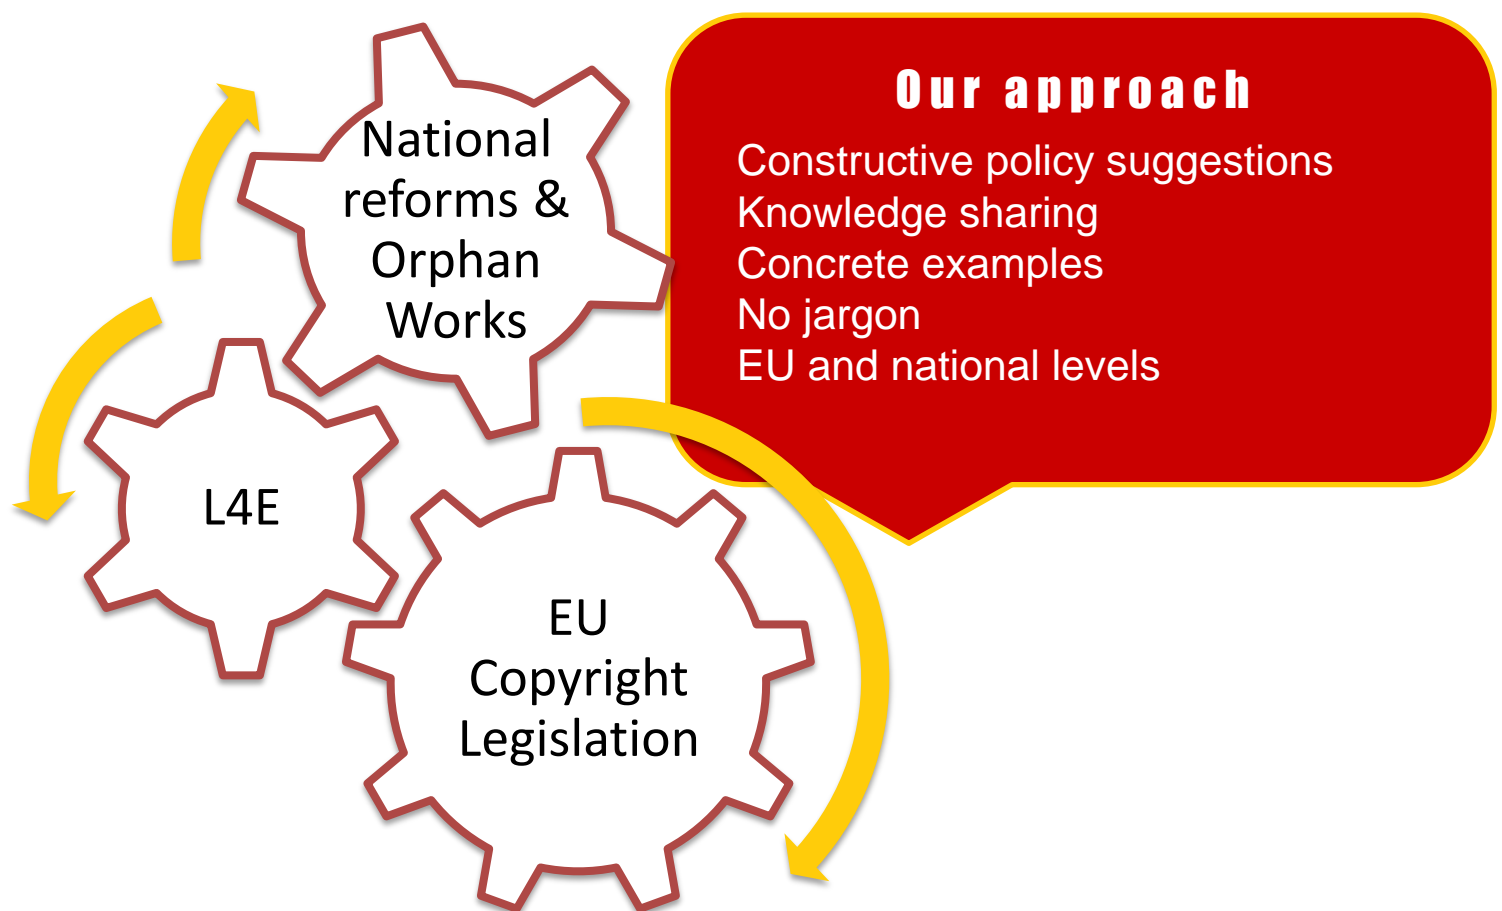 National
reforms &
Orphan
Works
L4E
EU
Copyright
Legislation
Our approach
Constructive policy suggestions
Knowledge sharing
Concrete examples
No jargon
EU and national levels